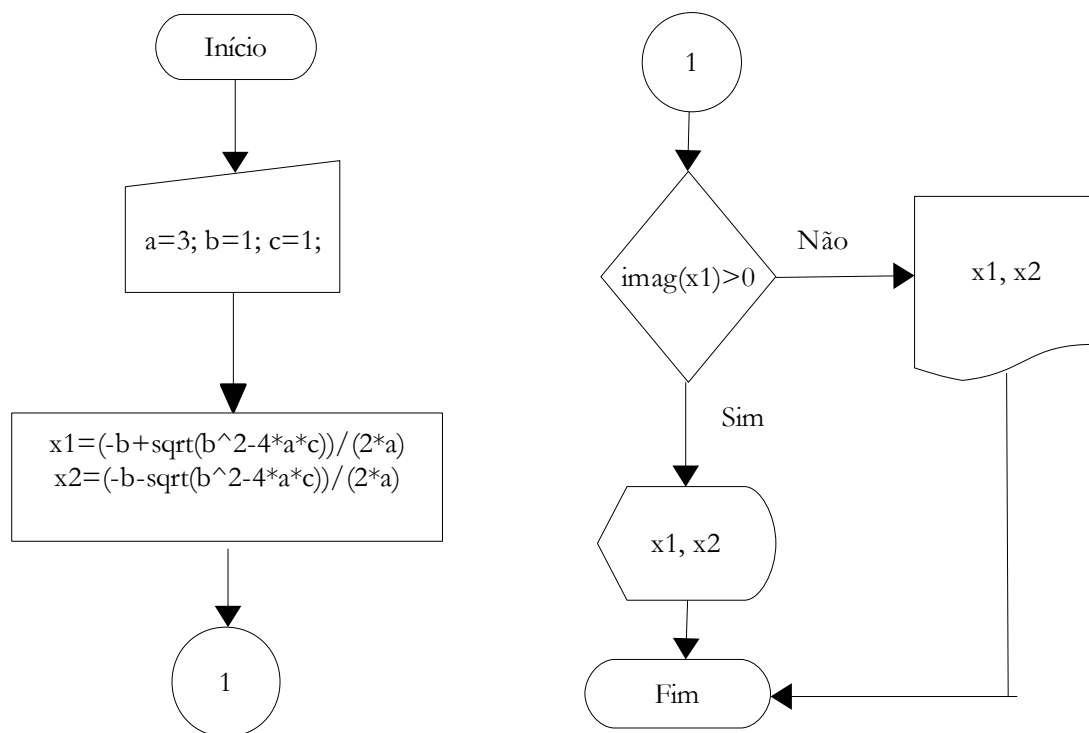 Início
a=3; b=1; c=1;
x1=(-b+sqrt(b^2-4*a*c))/(2*a)
x2=(-b-sqrt(b^2-4*a*c))/(2*a)
1
1
imag(x1)>0
Não
x1, x2
Sim
x1, x2
Fim